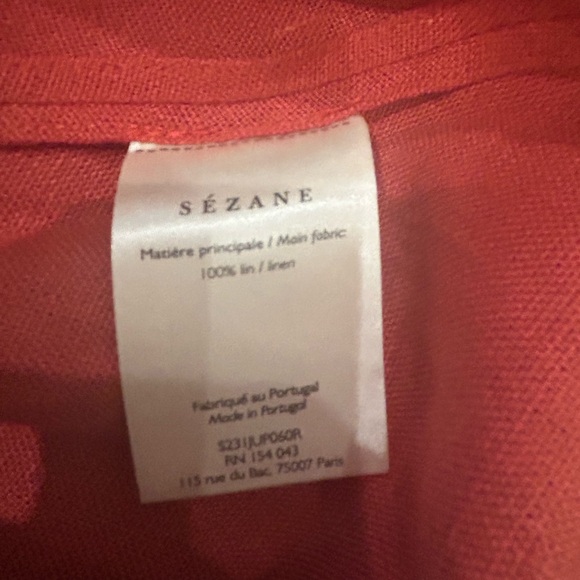 SÉZANE
Matière principale / Main fabric:
100% lin / linen
Fabriqué au Portugal
Made in Portugal
S231JUP060R
RN 154 043
115 rue du Bac, 75007 Paris